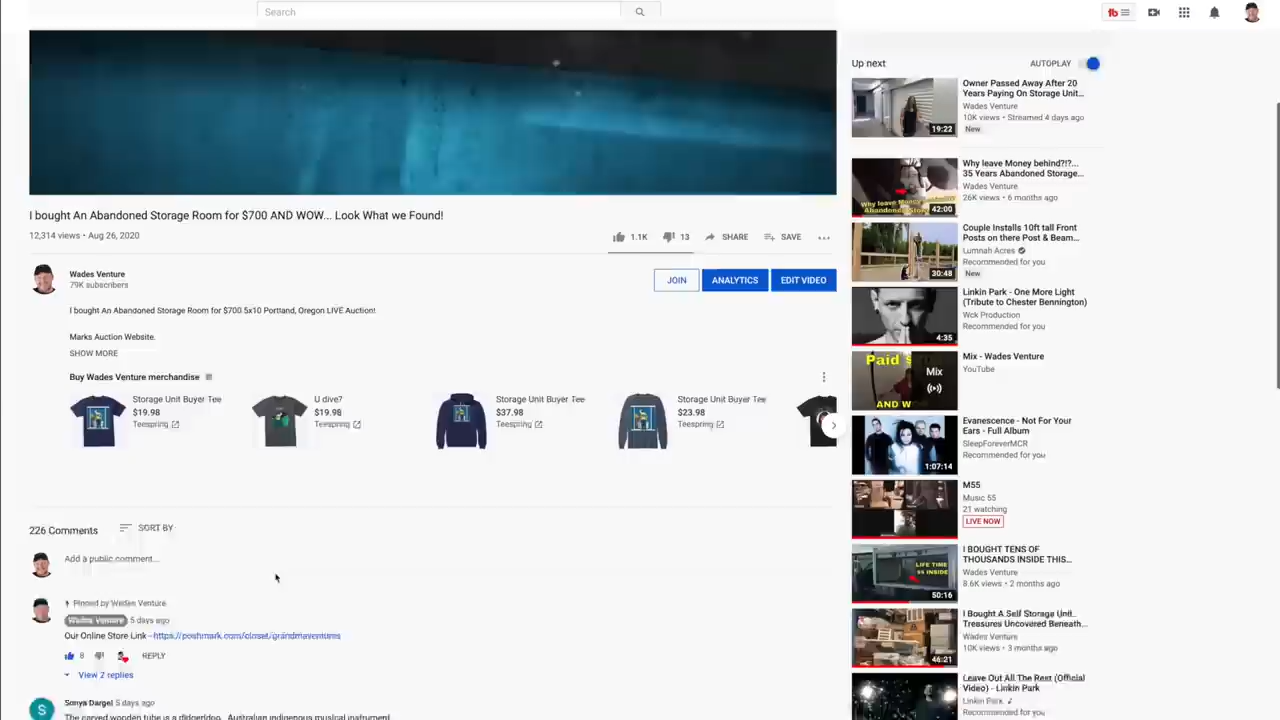 Search
tb
I bought An Abandoned Storage Room for $700 AND WOW... Look What we Found!
12,314 views • Aug 26, 2020
1.1K
13
SHARE
SAVE
Wades Venture
79K subscribers
JOIN
ANALYTICS
EDIT VIDEO
I bought An Abandoned Storage Room for $700 5x10 Portland, Oregon LIVE Auction!
Marks Auction Website.
SHOW MORE
Buy Wades Venture merchandise
Storage Unit Buyer Tee
$19.98
Teespring
U dive?
$19.98
Teespring
Storage Unit Buyer Tee
$37.98
Teespring
Storage Unit Buyer Tee
$23.98
Teespring
226 Comments
SORT BY
Add a public comment...
Pinned by Wades Venture
Wades Venture 5 days ago
Our Online Store Link - https://poshmark.com/closet/grandmaventures
8
REPLY
View 2 replies
S
Sonya Dargel 5 days ago
The carved wooden tube is a didgeridoo. Australian indigenous musical instrument
Up next
AUTOPLAY
19:22
Owner Passed Away After 20
Years Paying On Storage Unit...
Wades Venture
10K views • Streamed 4 days ago
New
42:00
Why leave Money behind?!?...
35 Years Abandoned Storage...
Wades Venture
26K views • 6 months ago
30:48
Couple Installs 10ft tall Front
Posts on there Post & Beam...
Lumnah Acres
Recommended for you
New
4:35
Linkin Park - One More Light
(Tribute to Chester Bennington)
Wck Production
Recommended for you
Paid $
AND W
Mix
Mix - Wades Venture
YouTube
1:07:14
Evanescence - Not For Your
Ears - Full Album
SleepForeverMCR
Recommended for you
M55
Music 55
21 watching
LIVE NOW
LIFE TIME
INSIDE
50:16
I BOUGHT TENS OF
THOUSANDS INSIDE THIS...
Wades Venture
8.6K views • 2 months ago
46:21
I Bought A Self Storage Unit..
Treasures Uncovered Beneath...
Wades Venture
10K views • 3 months ago
Leave Out All The Rest (Official
Video) - Linkin Park
Linkin Park
Recommended for you